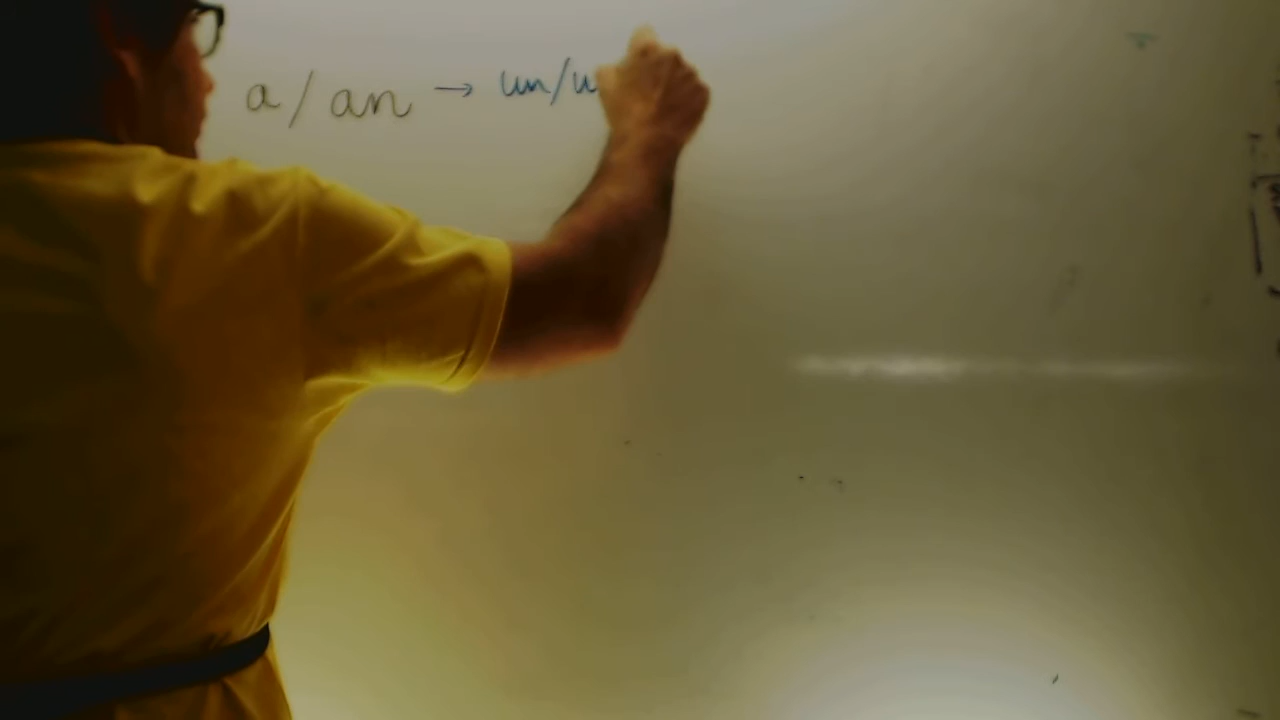 a / an → un/u